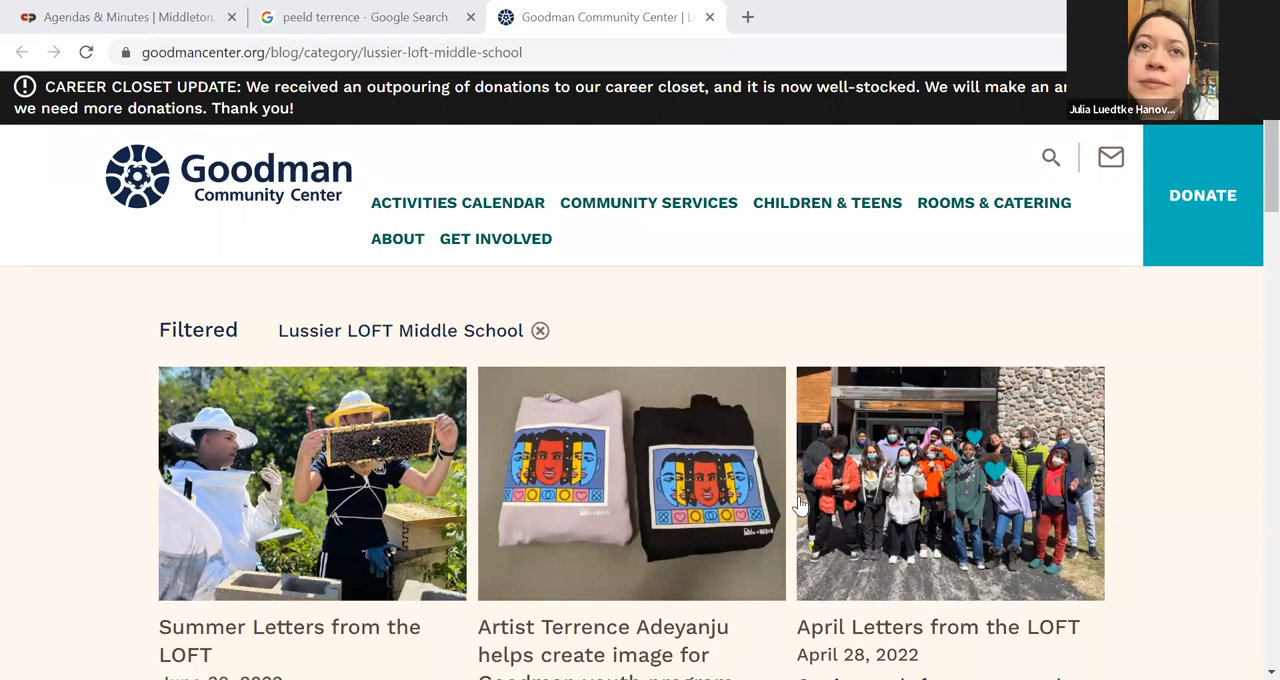 Agendas & Minutes | Middleton
peeld terrence - Google Search
Goodman Community Center | L
goodmancenter.org/blog/category/lussier-loft-middle-school
CAREER CLOSET UPDATE: We received an outpouring of donations to our career closet, and it is now well-stocked. We will make an
we need more donations. Thank you!
Julia Luedtke Hanov...
Goodman
Community Center
ACTIVITIES CALENDAR COMMUNITY SERVICES CHILDREN & TEENS ROOMS & CATERING
ABOUT GET INVOLVED
DONATE
Filtered Lussier LOFT Middle School
Summer Letters from the
LOFT
Artist Terrence Adeyanju
helps create image for
Goodman youth program
April Letters from the LOFT
April 28, 2022